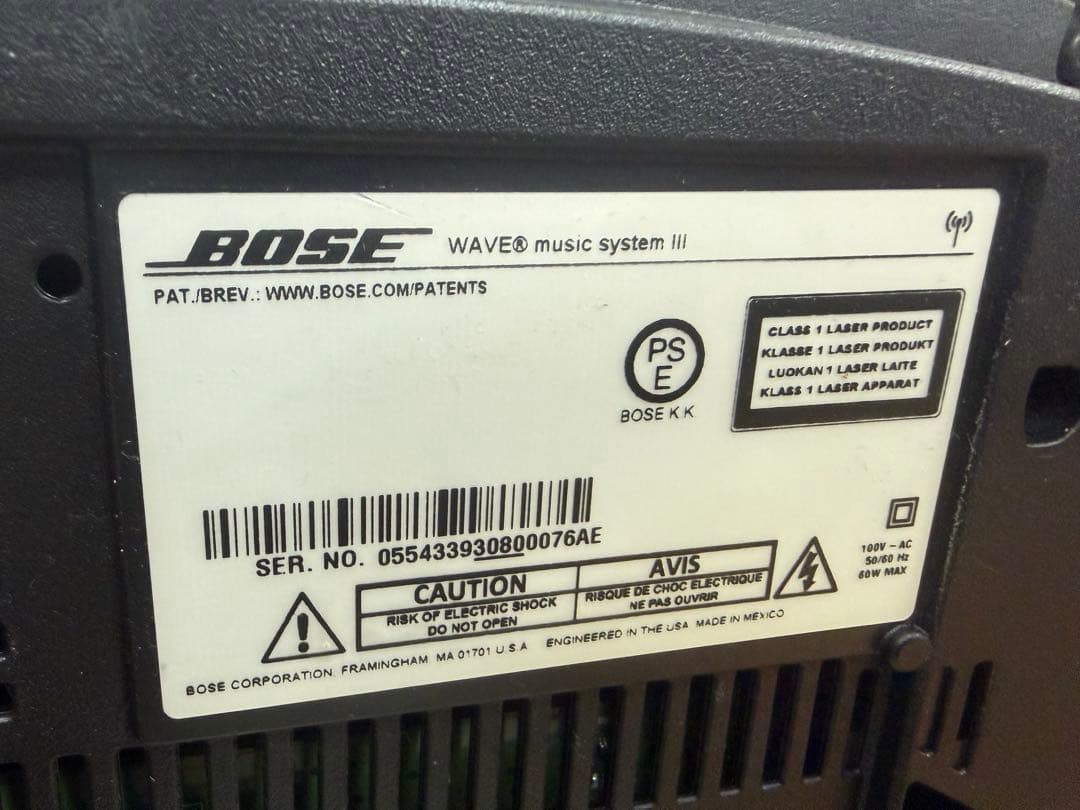 BOSE WAVE® music system III
PAT./BREV.: WWW.BOSE.COM/PATENTS
PS
E
BOSE K K
CLASS 1 LASER PRODUCT
KLASSE 1 LASER PRODUKT
LUOKAN 1 LASER LAITE
KLASS 1 LASER APPARAT
SER. NO. 055433930800076AE
100V ~ AC
50/60 Hz
60W MAX
CAUTION
RISK OF ELECTRIC SHOCK
DO NOT OPEN
AVIS
RISQUE DE CHOC ELECTRIQUE
NE PAS OUVRIR
BOSE CORPORATION, FRAMINGHAM, MA 01701 U.S.A ENGINEERED IN THE USA MADE IN MEXICO